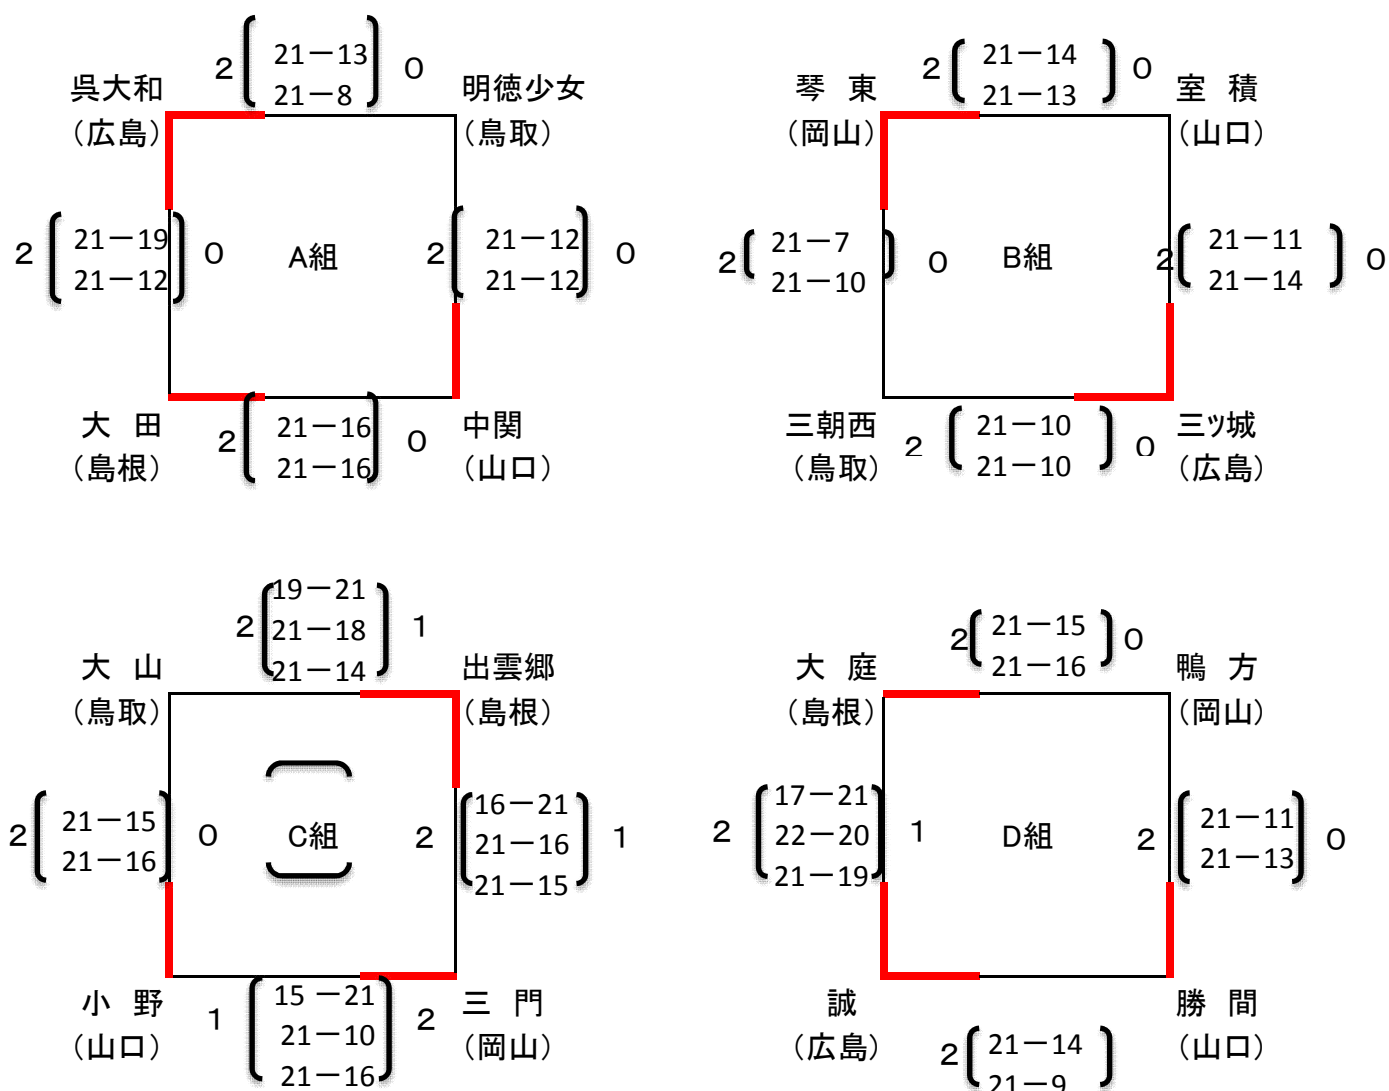 2 21－13 0
21－8
呉大和 明徳少女
（広島） （鳥取）
2 21－19 0 A組 2 21－12 0
21－12 21－12
大 田 2 21－16 0 中関
（島根） 21－16 （山口）
2 21－14 0
21－13
琴 東 室 積
（岡山） （山口）
2 21－7 0 B組 2 21－11 0
21－10 21－14
三朝西 2 21－10 0 三ッ城
（鳥取） 21－10 （広島）
19－21
2 21－18 1
21－14
大 山 出雲郷
（鳥取） （島根）
2 21－15 0 C組 2 16－21 1
21－16 21－16
21－15
小 野 1 15 －21 2 三 門
（山口） 21－10 （岡山）
21－16
2 21－15 0
21－16
大 庭 鴨 方
（島根） （岡山）
17－21
2 22－20 1 D組 2 21－11 0
21－19 21－13
誠 勝 間
（広島） （山口）
2 21－14
21－9